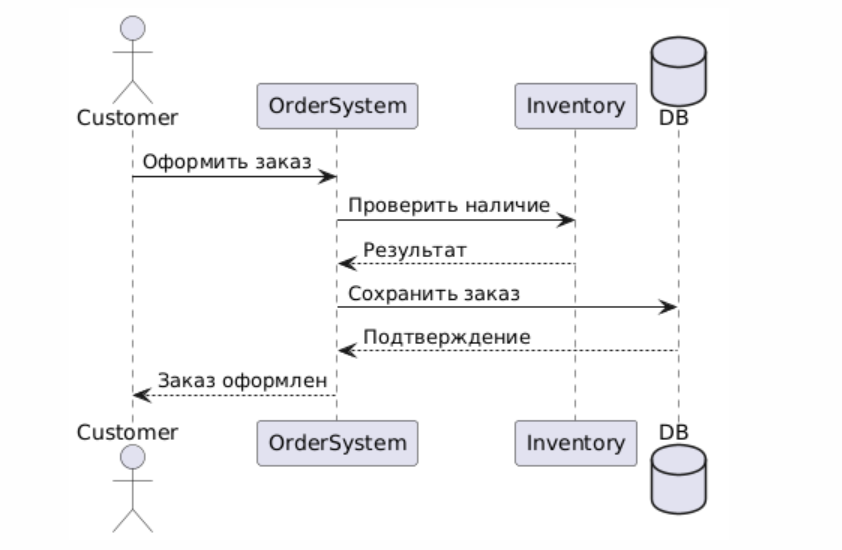 Customer
OrderSystem
Inventory
DB
Оформить заказ
Проверить наличие
Результат
Сохранить заказ
Подтверждение
Заказ оформлен
Customer
OrderSystem
Inventory
DB